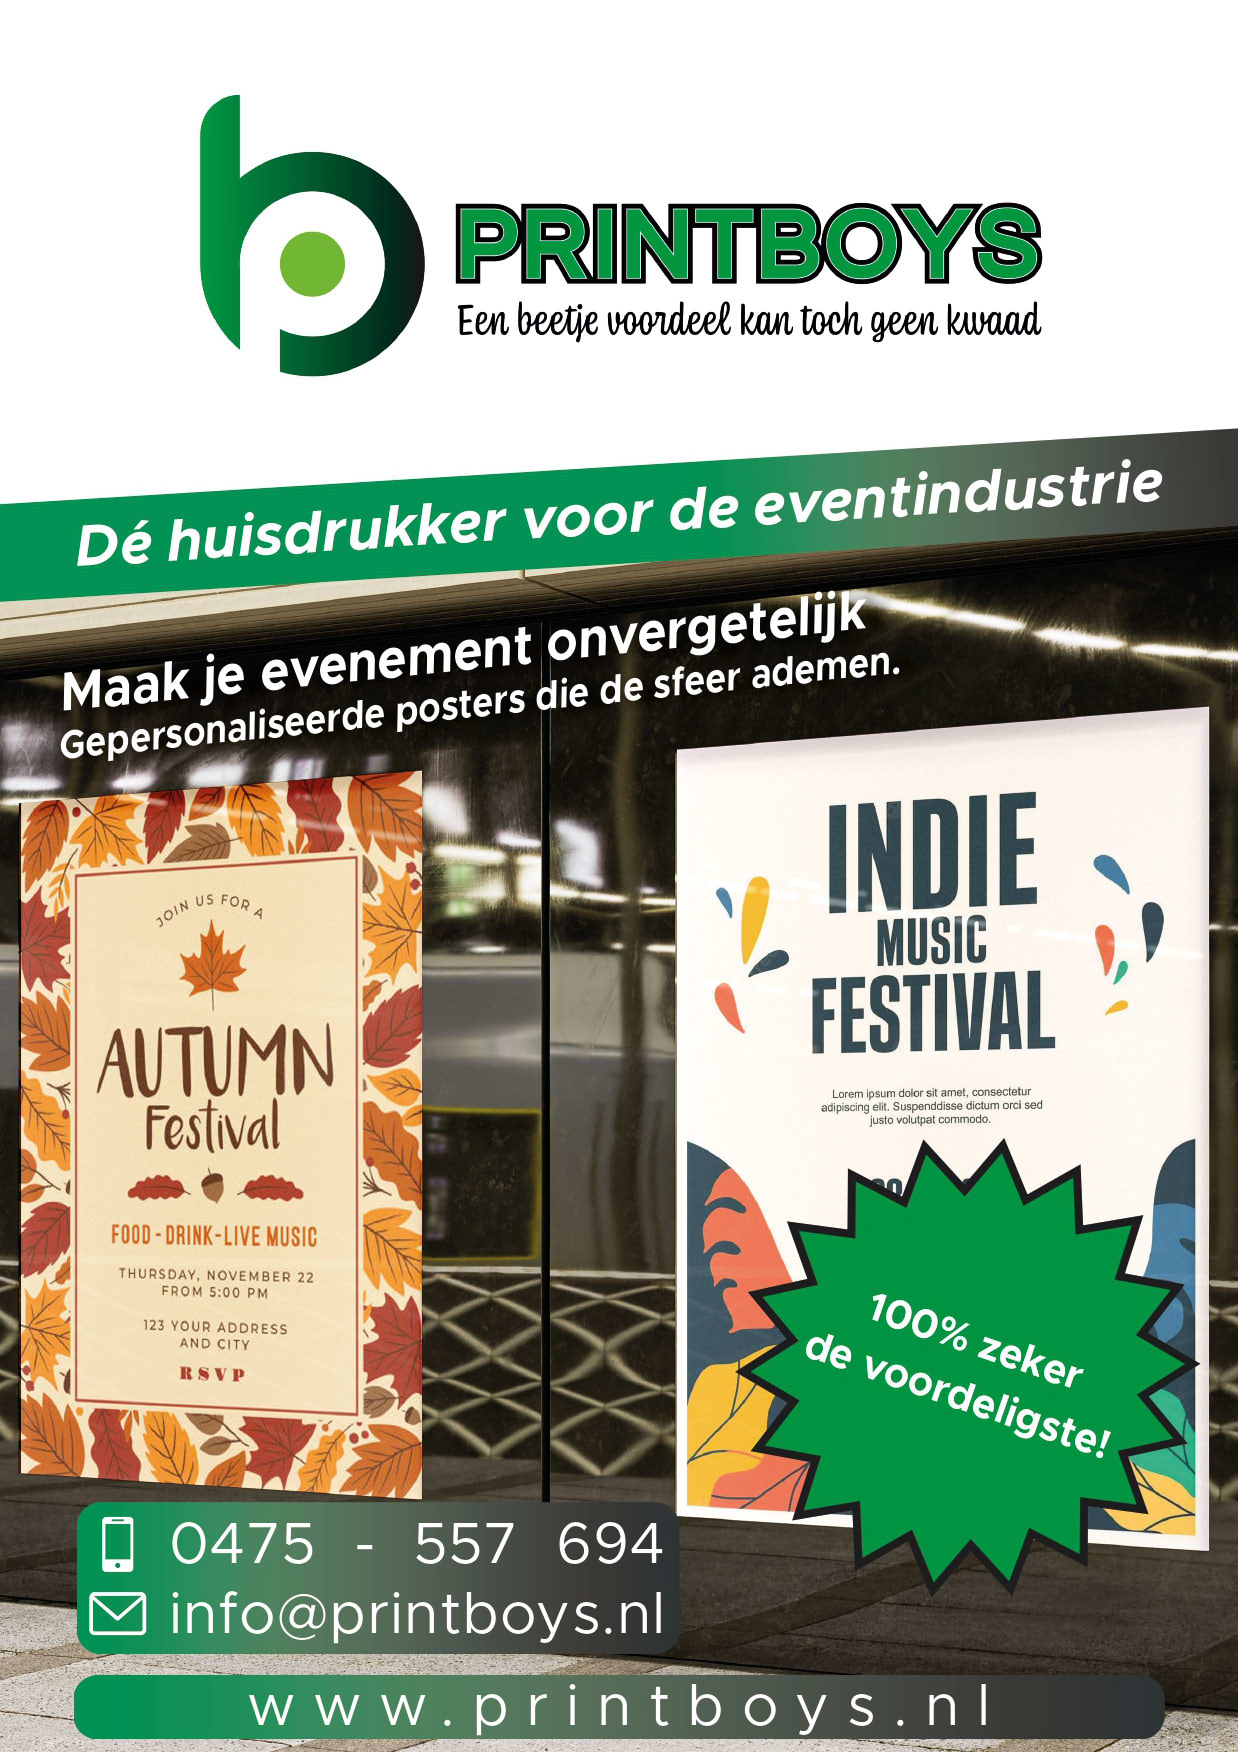 PRINTBOYS
Een beetje voordeel kan toch geen kwaad
Dé huisdrukker voor de eventindustrie
Maak je evenement onvergetelijk
Gepersonaliseerde posters die de sfeer ademen.
JOIN US FOR A
AUTUMN
Festival
FOOD - DRINK - LIVE MUSIC
THURSDAY, NOVEMBER 22
FROM 5:00 PM
123 YOUR ADDRESS
AND CITY
RSVP
INDIE
MUSIC
FESTIVAL
Lorem ipsum dolor sit amet, consectetur
adipiscing elit. Suspenddisse dictum orci sed
justo volutpat commodo.
100% zeker
de voordeligste!
0475 - 557 694
info@printboys.nl
www.printboys.nl